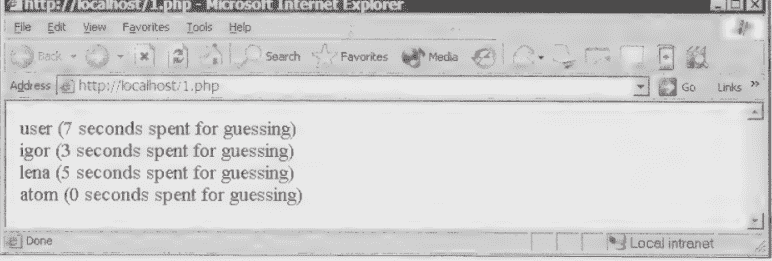 http://localhost/1.php - Microsoft Internet Explorer
File Edit View Favorites Tools Help
Back Search Favorites Media
Address http://localhost/1.php Go Links »
user (7 seconds spent for guessing)
igor (3 seconds spent for guessing)
lena (5 seconds spent for guessing)
atom (0 seconds spent for guessing)
Done Local intranet